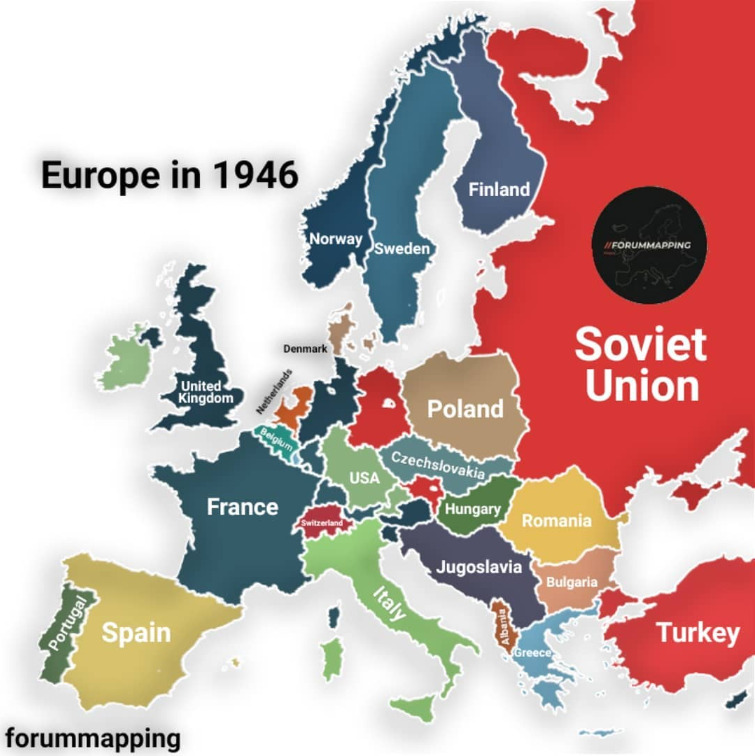 Europe in 1946
Finland
Norway
Sweden
//FORUMMAPPING
Soviet
Union
Denmark
Netherlands
United
Kingdom
Belgium
Poland
Czechslovakia
USA
France
Switzerland
Hungary
Romania
Jugoslavia
Bulgaria
Italy
Albania
Greece
Turkey
Portugal
Spain
forummapping